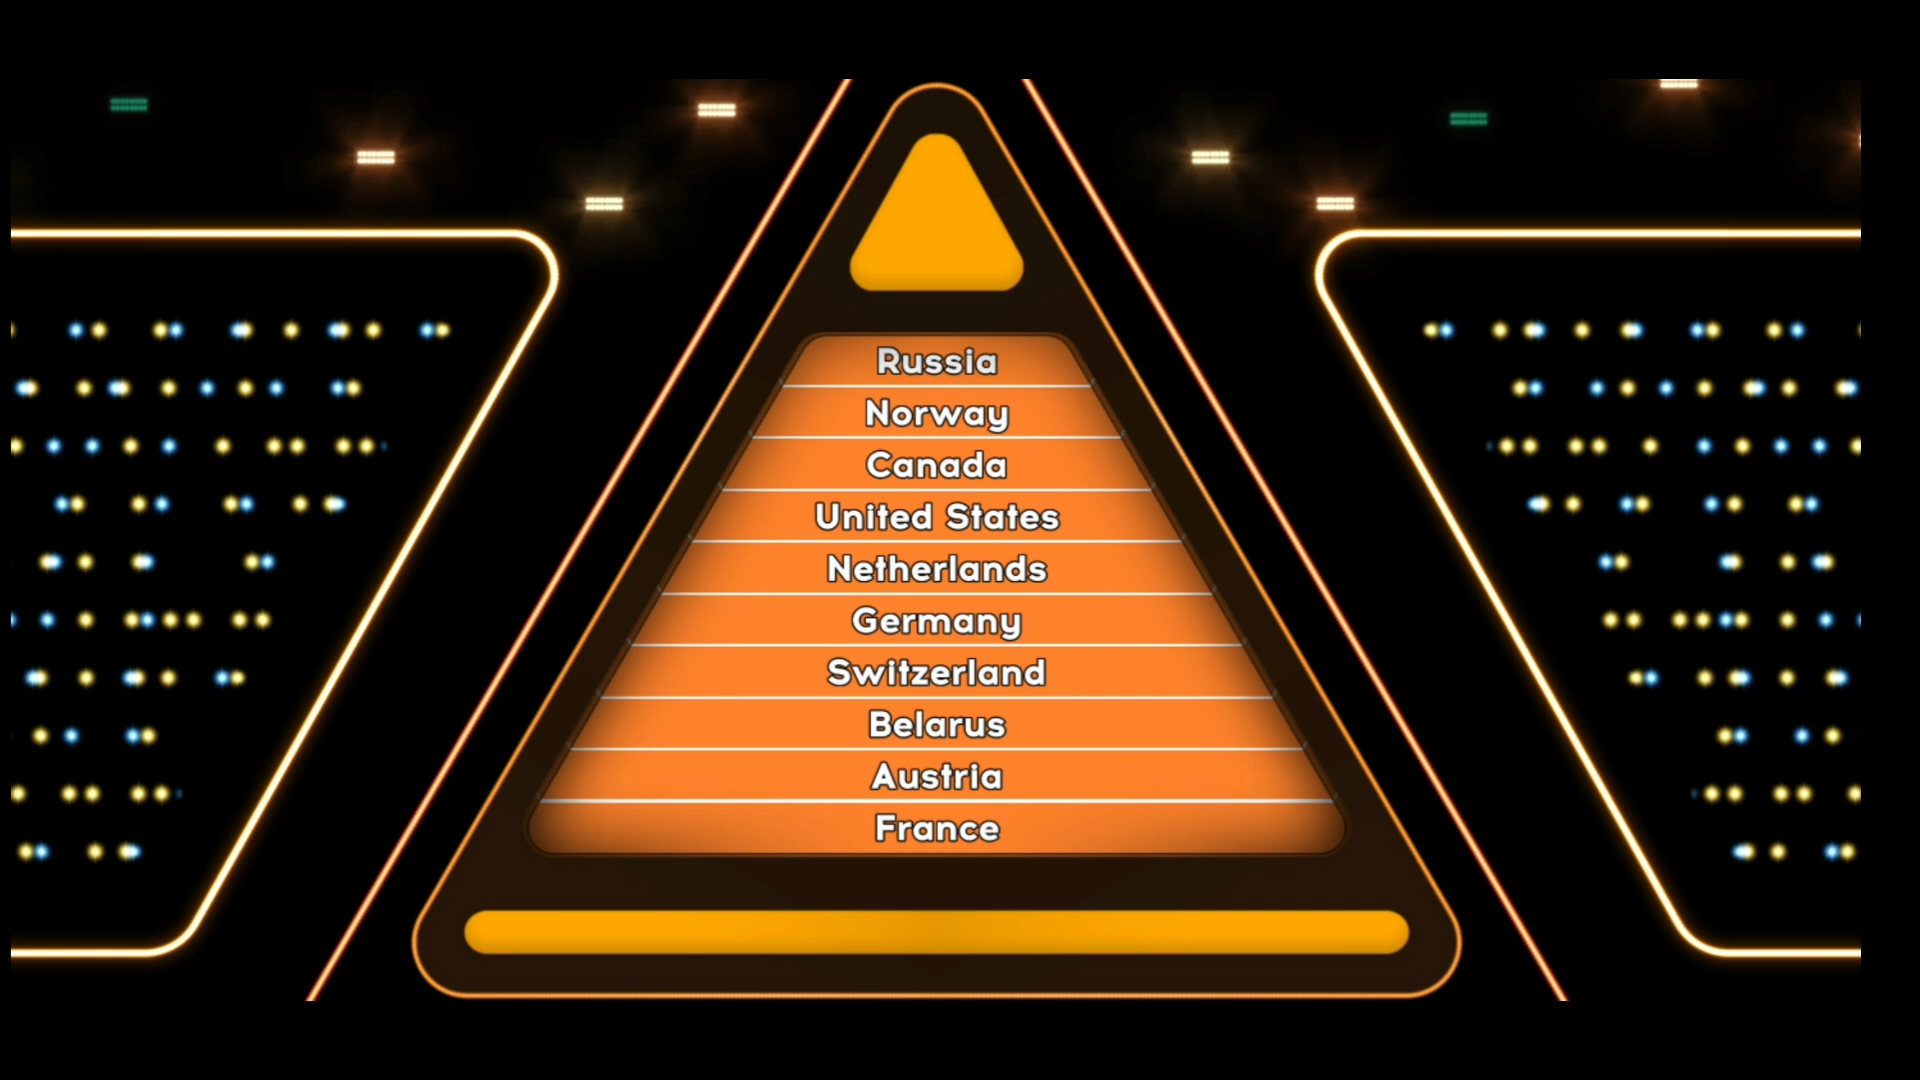 Russia
Norway
Canada
United States
Netherlands
Germany
Switzerland
Belarus
Austria
France